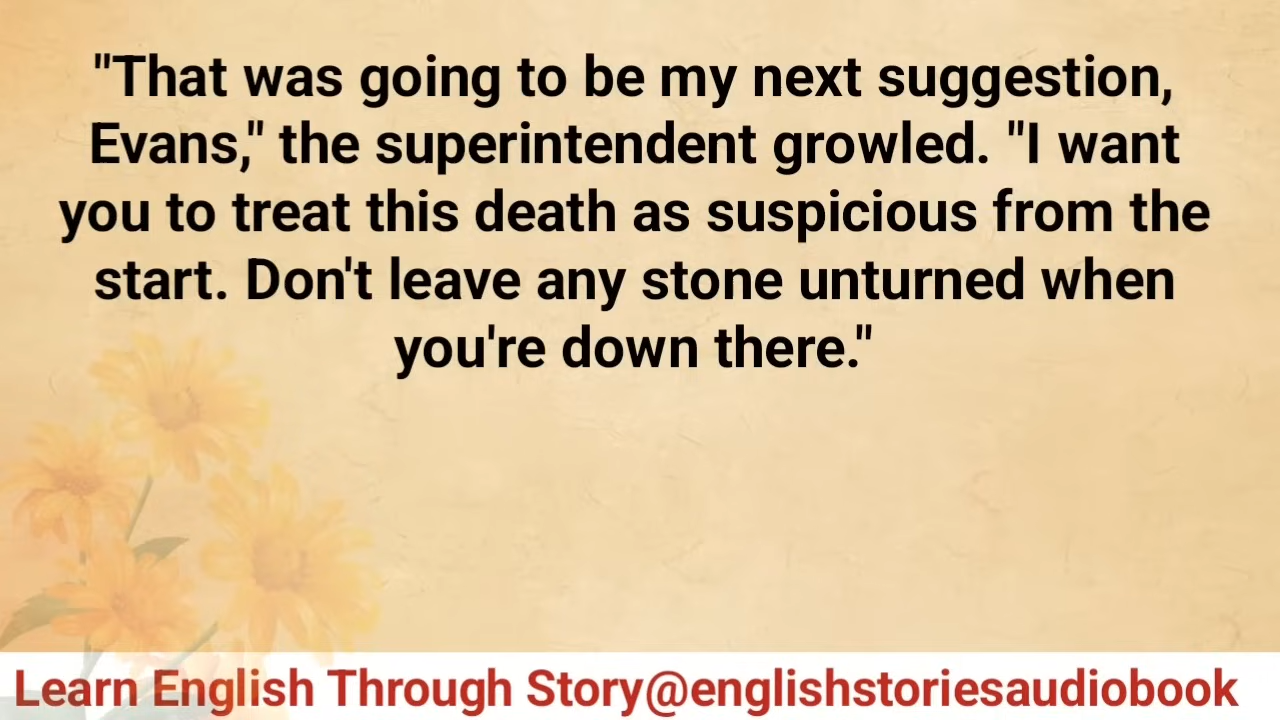 "That was going to be my next suggestion,
Evans," the superintendent growled. "I want
you to treat this death as suspicious from the
start. Don't leave any stone unturned when
you're down there."
Learn English Through Story@englishstoriesaudiobook